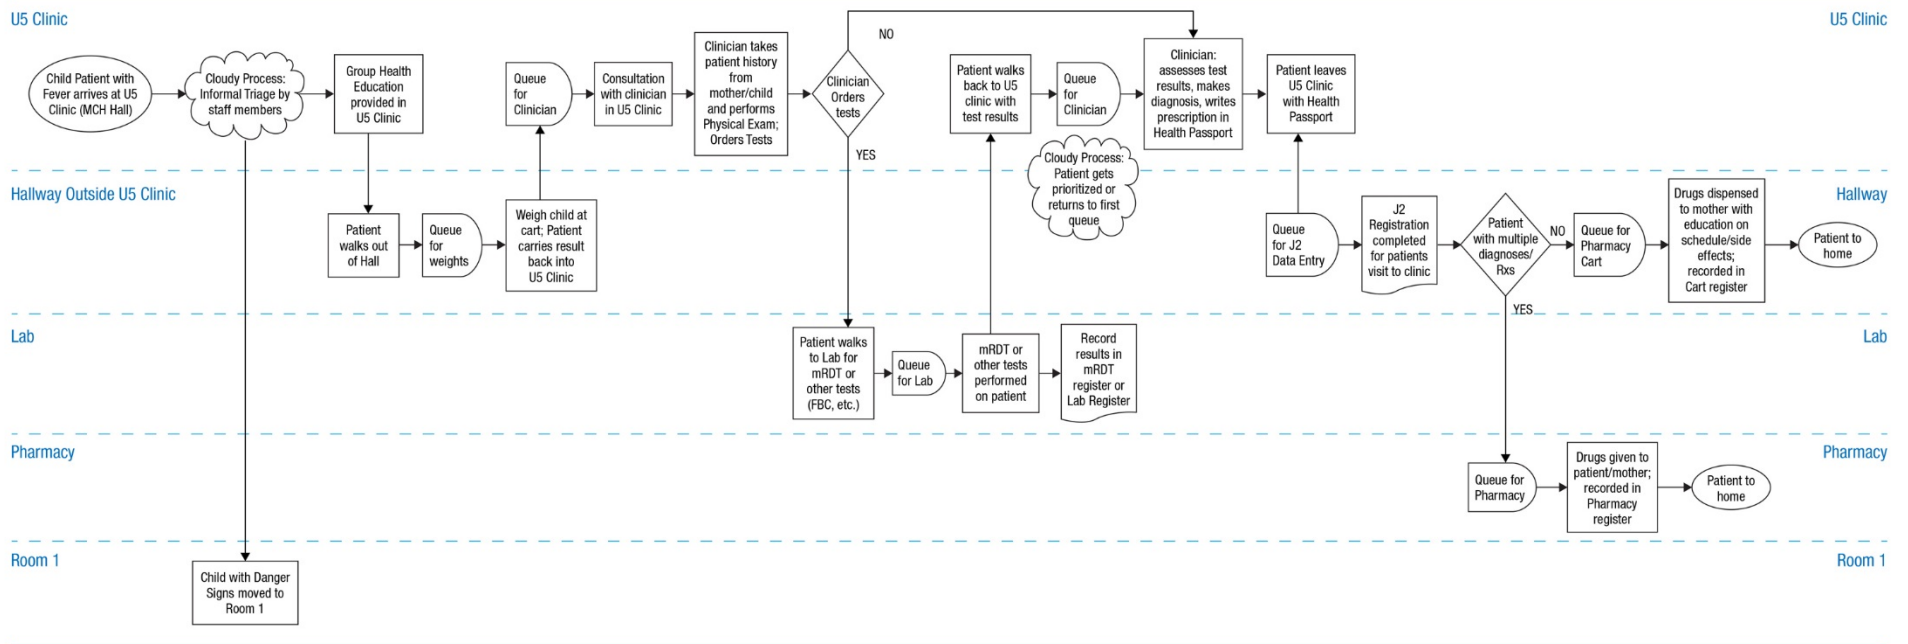 U5 Clinic
U5 Clinic
Child Patient with
Fever arrives at U5
Clinic (MCH Hall)
Cloudy Process:
Informal Triage by
staff members
Group Health
Education
provided in
U5 Clinic
Queue
for
Clinician
Consultation
with clinician
in U5 Clinic
Clinician takes
patient history
from
mother/child
and performs
Physical Exam;
Orders Tests
Clinician
Orders
tests
NO
YES
Patient walks
back to U5
clinic with
test results
Queue
for
Clinician
Clinician:
assesses test
results, makes
diagnosis, writes
prescription in
Health Passport
Patient leaves
U5 Clinic
with Health
Passport
Cloudy Process:
Patient gets
prioritized or
returns to first
queue
Hallway Outside U5 Clinic
Hallway
Patient
walks out
of Hall
Queue
for
weights
Weigh child at
cart; Patient
carries result
back into
U5 Clinic
Queue
for J2
Data Entry
J2
Registration
completed
for patients
visit to clinic
Patient
with multiple
diagnoses/
Rxs
NO
YES
Queue for
Pharmacy
Cart
Drugs dispensed
to mother with
education on
schedule/side
effects;
recorded in
Cart register
Patient to
home
Lab
Lab
Patient walks
to Lab for
mRDT or
other tests
(FBC, etc.)
Queue
for Lab
mRDT or
other tests
performed
on patient
Record
results in
mRDT
register or
Lab Register
Pharmacy
Pharmacy
Queue for
Pharmacy
Drugs given to
patient/mother;
recorded in
Pharmacy
register
Patient to
home
Room 1
Room 1
Child with Danger
Signs moved to
Room 1